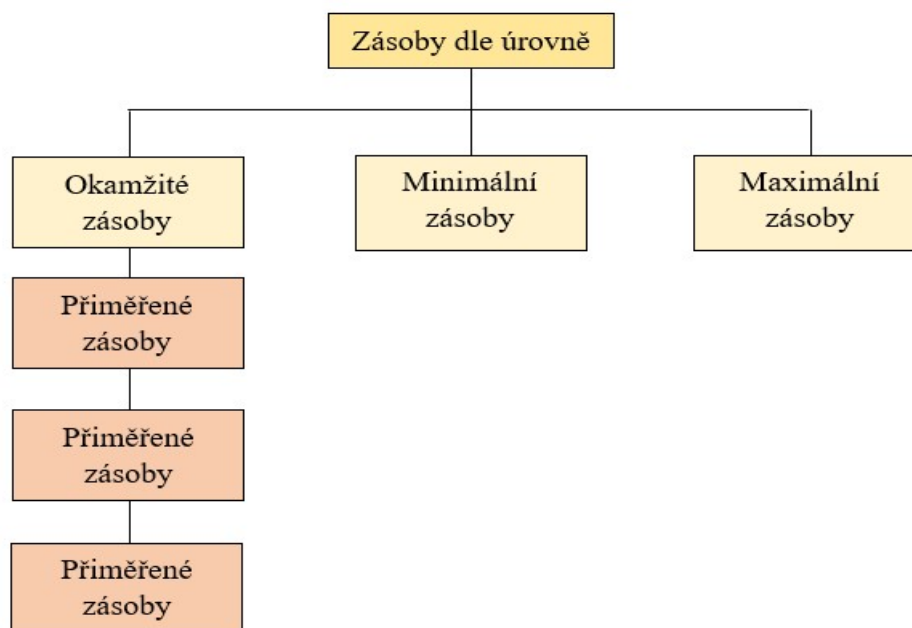 Zásoby dle úrovně
Okamžité
zásoby
Minimální
zásoby
Maximální
zásoby
Přiměřené
zásoby
Přiměřené
zásoby
Přiměřené
zásoby